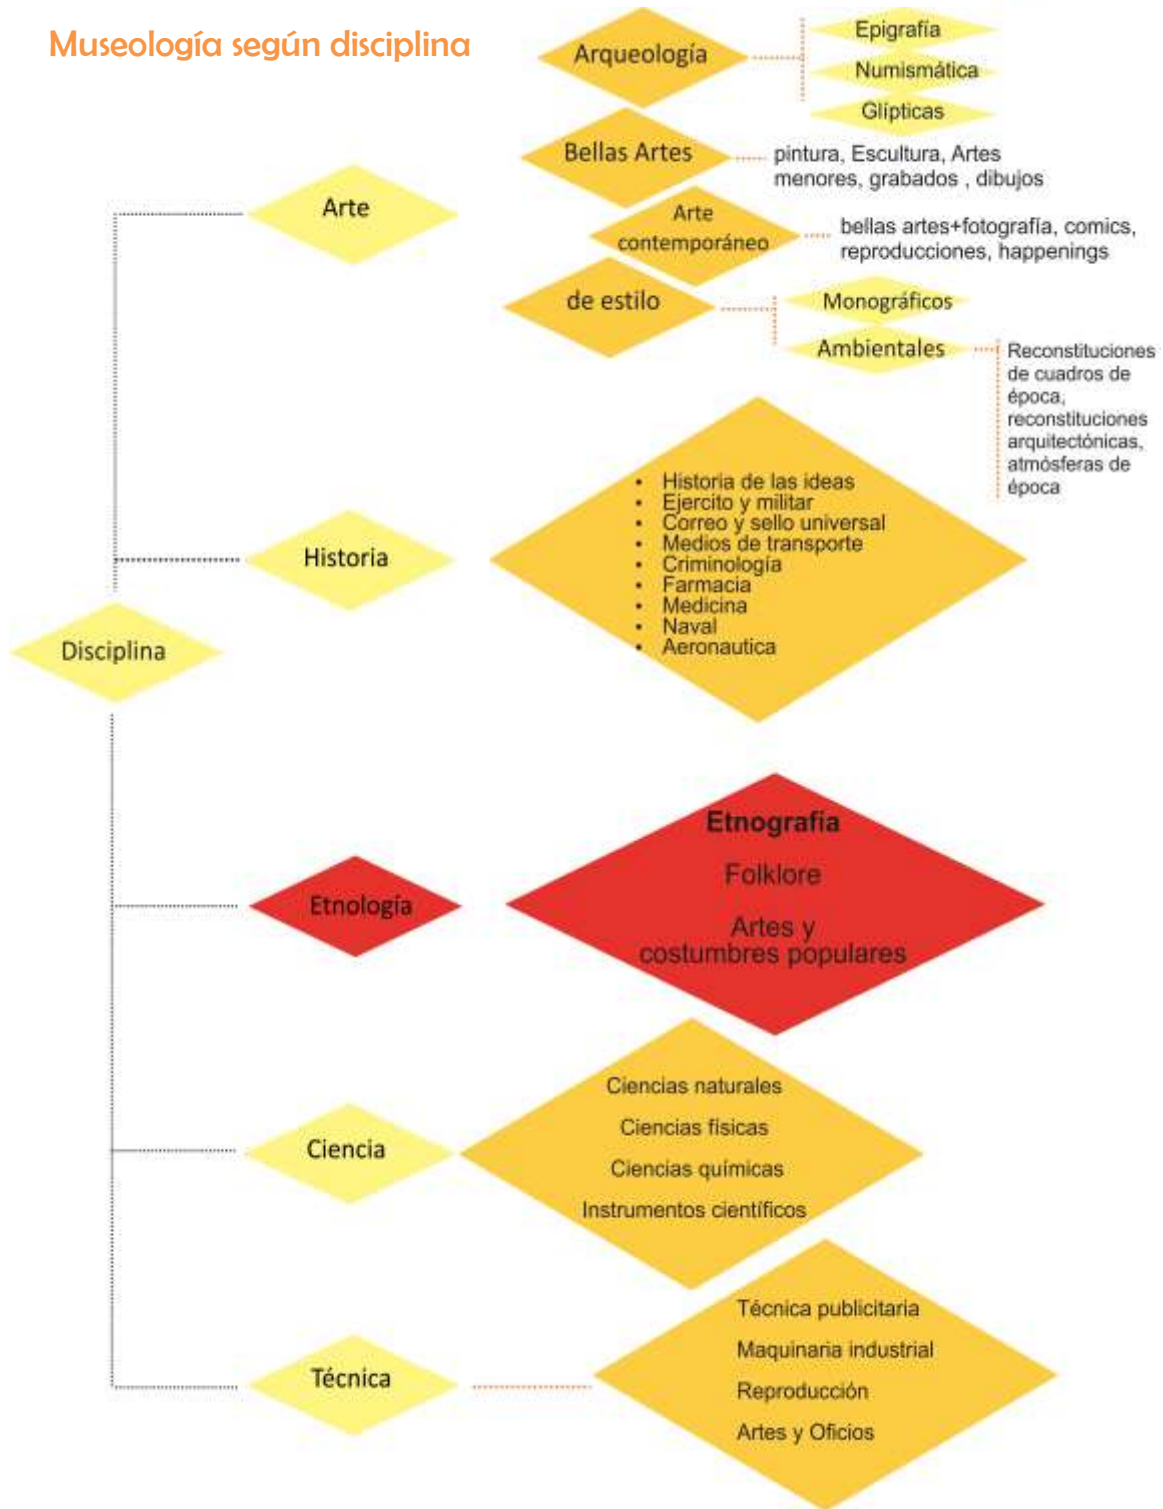 Museología según disciplina
Arqueología
Epigrafía
Numismática
Glípticas
Bellas Artes
pintura, Escultura, Artes
menores, grabados , dibujos
Arte
Arte
contemporáneo
bellas artes+fotografía, comics,
reproducciones, happenings
de estilo
Monográficos
Ambientales
Reconstituciones
de cuadros de
época,
reconstituciones
arquitectónicas,
atmósferas de
época
Historia
• Historia de las ideas
• Ejercito y militar
• Correo y sello universal
• Medios de transporte
• Criminología
• Farmacia
• Medicina
• Naval
• Aeronautica
Disciplina
Etnología
Etnografia
Folklore
Artes y
costumbres populares
Ciencia
Ciencias naturales
Ciencias físicas
Ciencias químicas
Instrumentos científicos
Técnica
Técnica publicitaria
Maquinaria industrial
Reproducción
Artes y Oficios